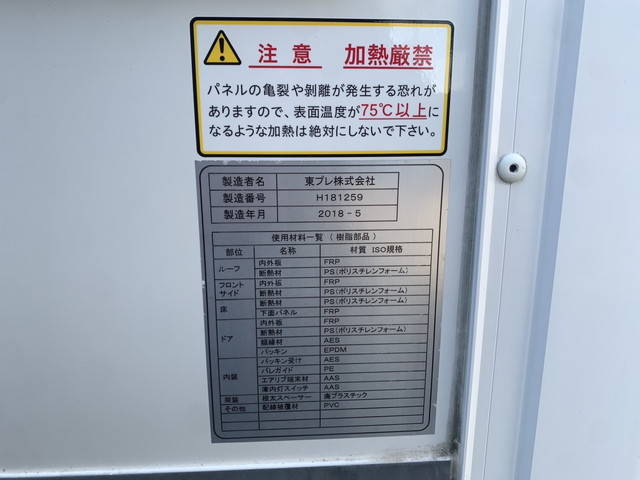 注意 加熱厳禁
パネルの亀裂や剥離が発生する恐れが
ありますので、表面温度が75℃以上に
なるような加熱は絶対にしないで下さい。
製造者名 東プレ株式会社
製造番号 H181259
製造年月 2018-5
使用材料一覧(樹脂部品)
部位 名称 材質 ISO規格
ルーフ 内外板 FRP
断熱材 PS(ポリスチレンフォーム)
フロント サイド 内外板 FRP
断熱材 PS(ポリスチレンフォーム)
床 断熱材 PS(ポリスチレンフォーム)
下面パネル FRP
ドア 内外板 FRP
断熱材 PS(ポリスチレンフォーム)
額縁材 AES
パッキン EPDM
内装 パッキン受け AES
パレガイド PE
エアリブ端末材 AAS
庫内灯スイッチ AAS
架装 根太スペーサー 廃プラスチック
その他 配線被覆材 PVC